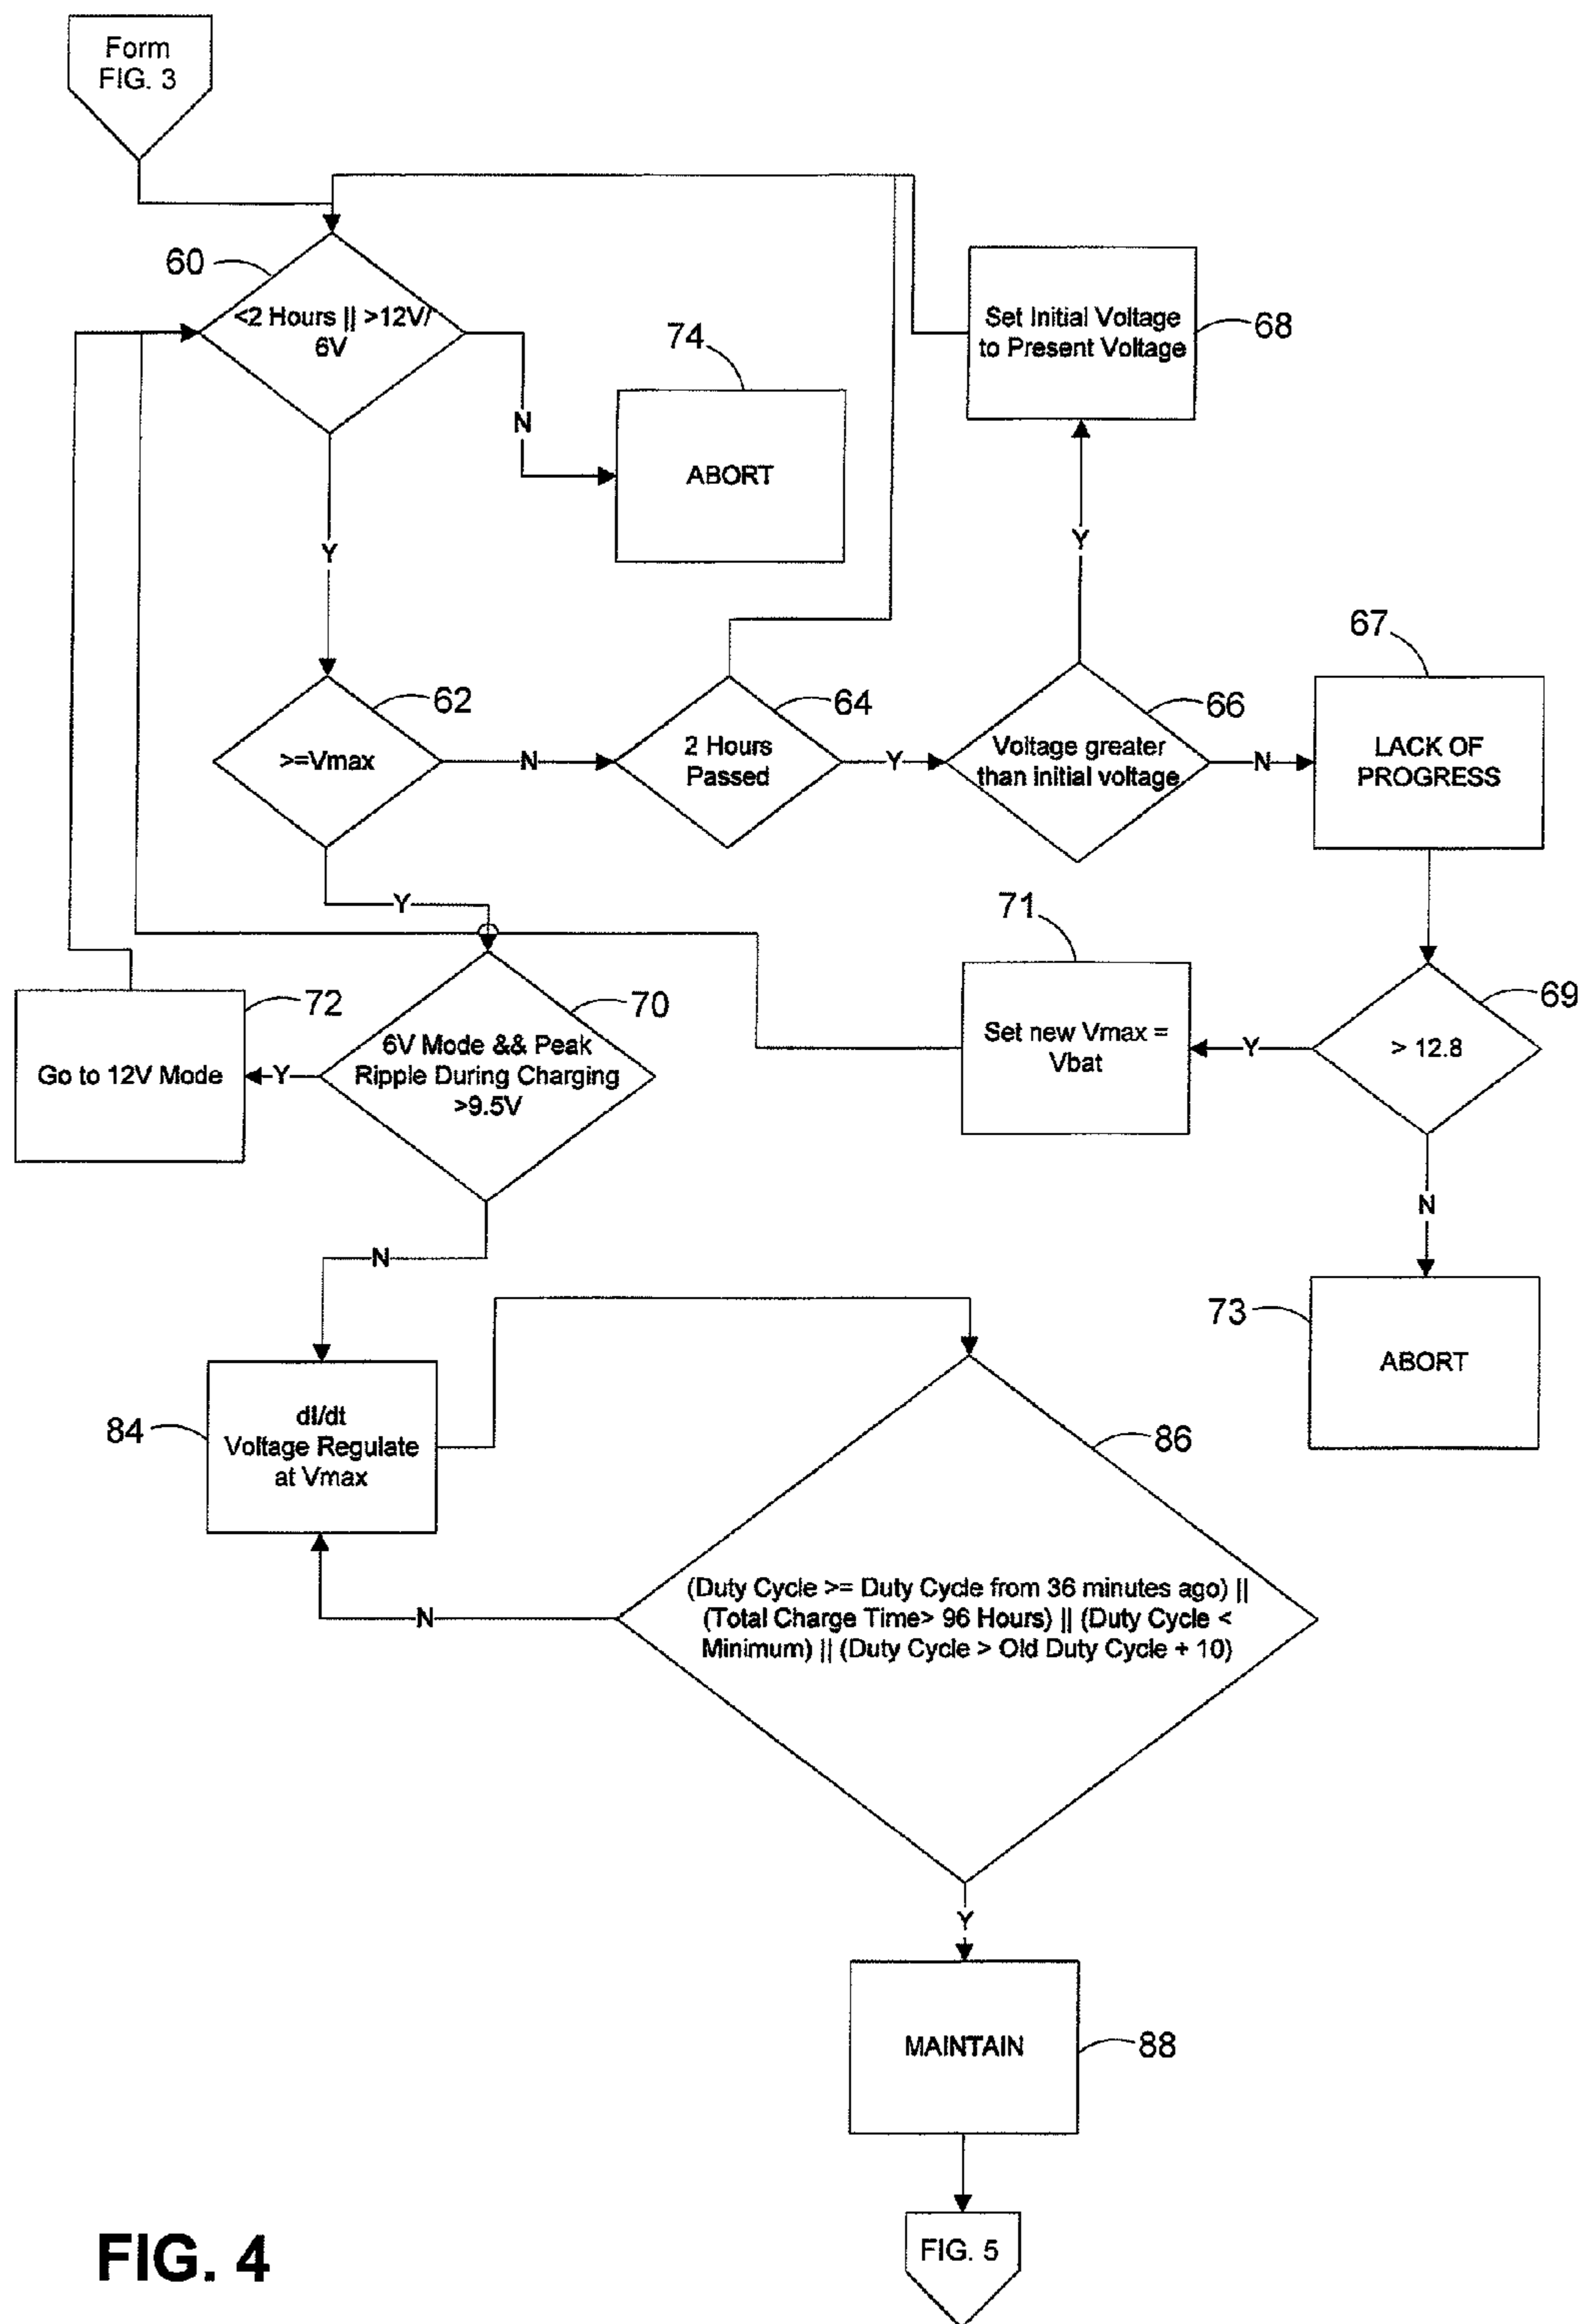 Form
FIG. 3
60
<2 Hours || >12V/
6V
74
N
ABORT
Set Initial Voltage
to Present Voltage
68
Y
Y
67
62
>=Vmax
N
64
2 Hours
Passed
Y
66
Voltage greater
than initial voltage
N
LACK OF
PROGRESS
Y
71
72
Go to 12V Mode
Y
70
6V Mode && Peak
Ripple During Charging
>9.5V
Set new Vmax =
Vbat
Y
69
> 12.8
N
N
73
ABORT
84
dI/dt
Voltage Regulate
at Vmax
86
(Duty Cycle >= Duty Cycle from 36 minutes ago) ||
(Total Charge Time> 96 Hours) || (Duty Cycle <
Minimum) || (Duty Cycle > Old Duty Cycle + 10)
N
Y
MAINTAIN
88
FIG. 5
FIG. 4